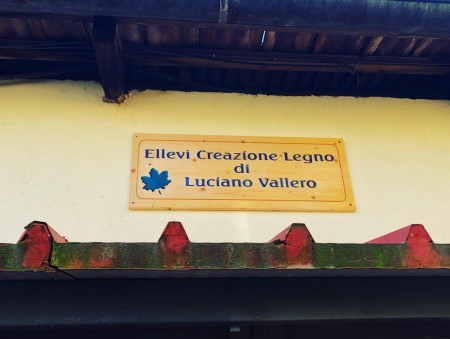 Ellevi Creazione Legno
di
Luciano Vallero